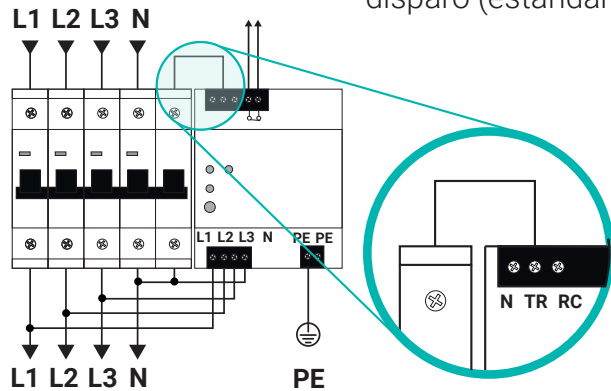 disparo (estándar
L1 L2 L3 N
L1 L2 L3 N PE PE
N TR RC
L1 L2 L3 N
PE